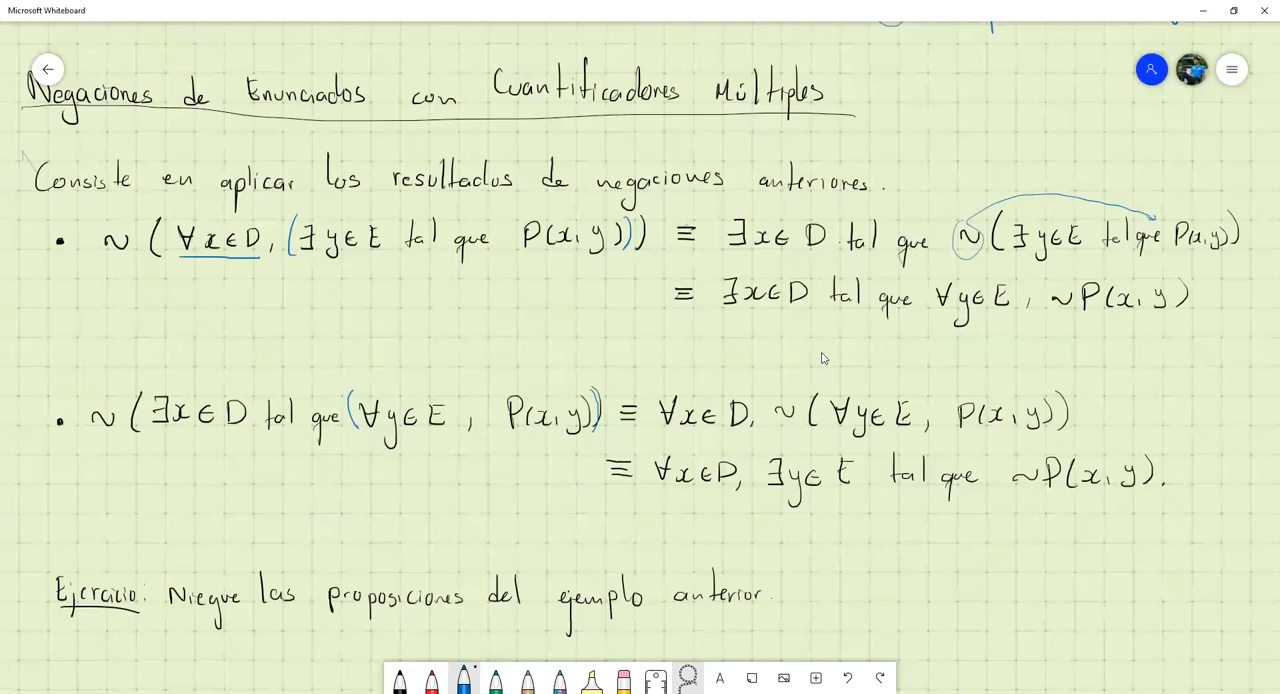 Microsoft Whiteboard
Negaciones de Enunciados con Cuantificadores Múltiples
Consiste en aplicar los resultados de negaciones anteriores.
• ~ ( ∀x∈D, (∃y∈E tal que P(x,y))) ≡ ∃x∈D tal que ~(∃y∈E tal que P(x,y))
≡ ∃x∈D tal que ∀y∈E, ~P(x,y)
• ~ (∃x∈D tal que (∀y∈E, P(x,y))) ≡ ∀x∈D, ~(∀y∈E, P(x,y))
≡ ∀x∈D, ∃y∈E tal que ~P(x,y).
Ejercicio: Niegue las proposiciones del ejemplo anterior.